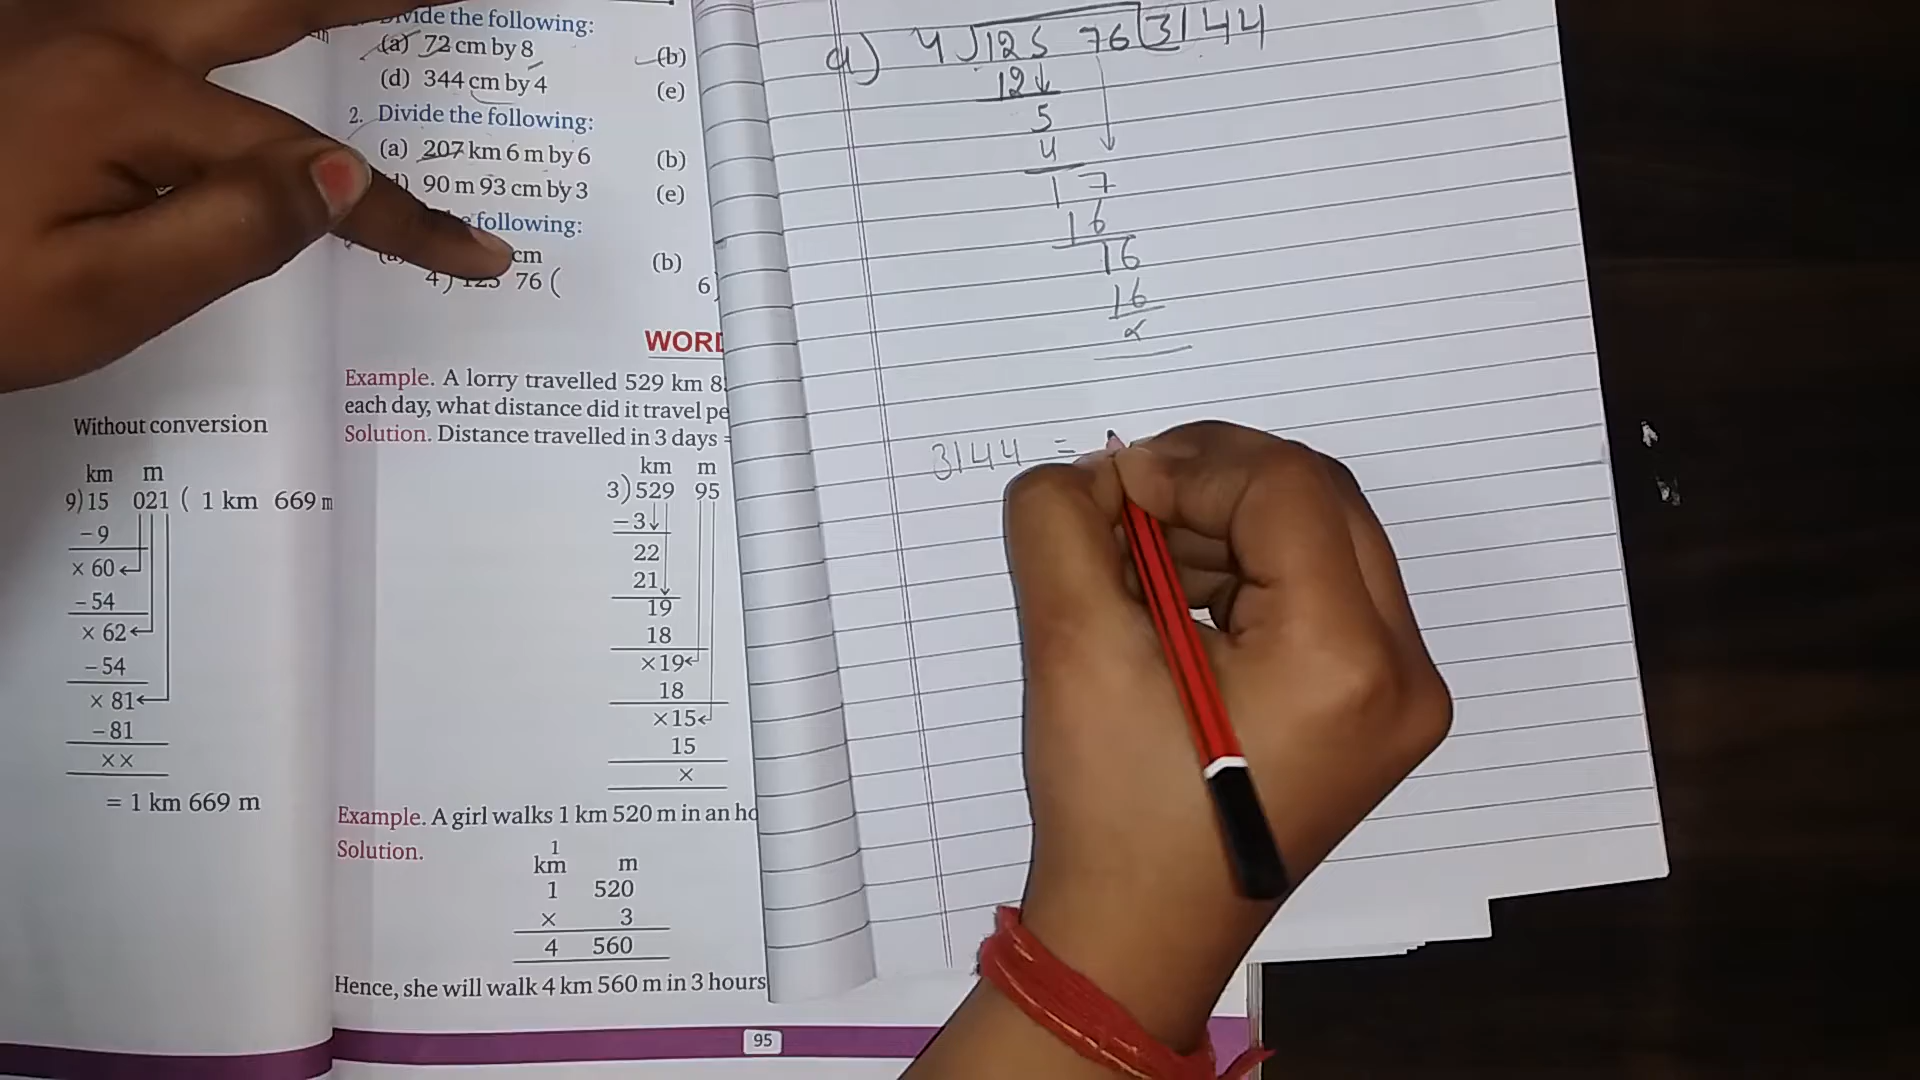 Without conversion
km m
9)15 021 ( 1 km 669 m
−9
× 60
−54
× 62
−54
× 81
−81
××
= 1 km 669 m
Divide the following:
(a) 72 cm by 8 (b)
(d) 344 cm by 4 (e)
2. Divide the following:
(a) 207 km 6 m by 6 (b)
90 m 93 cm by 3 (e)
following:
cm (b)
4) 125 76 ( 6
WORD
Example. A lorry travelled 529 km 8
each day, what distance did it travel pe
Solution. Distance travelled in 3 days =
km m
3)529 95
−3
22
21
19
18
×19
18
×15
15
×
Example. A girl walks 1 km 520 m in an ho
Solution.
1
km m
1 520
× 3
4 560
Hence, she will walk 4 km 560 m in 3 hours
95
a) 4)125 76(3144
12
5
4
17
16
16
16
×
3144 =